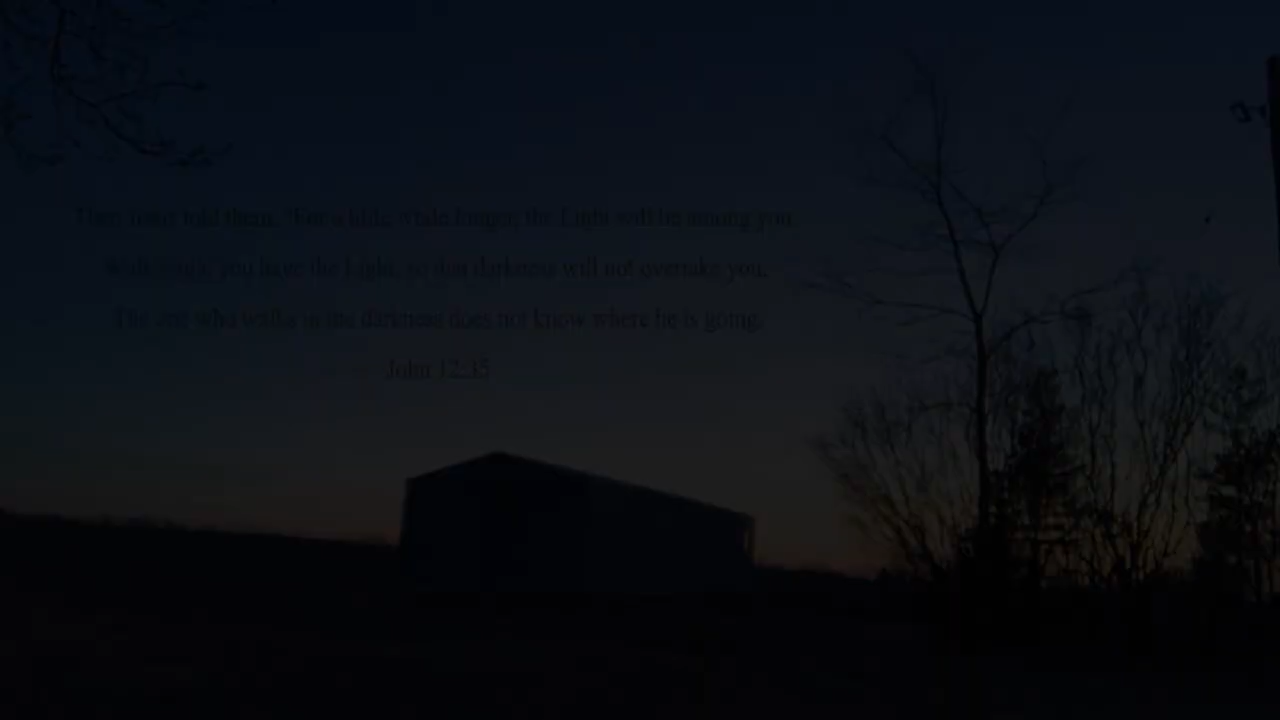 Then Jesus told them, "For a little while longer, the Light will be among you.
Walk while you have the Light, so that darkness will not overtake you.
The one who walks in the darkness does not know where he is going.
John 12:35